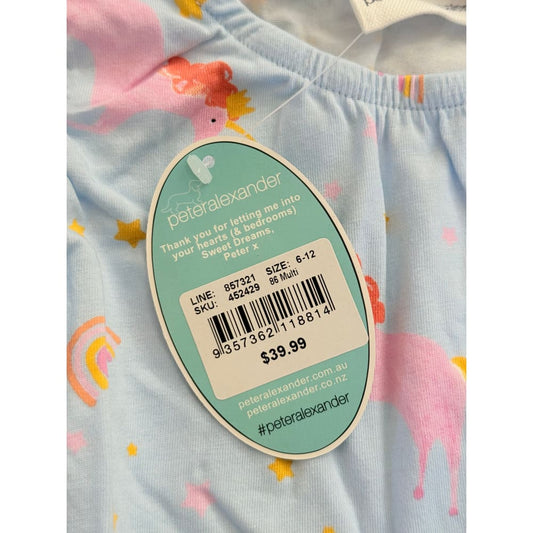 peteralexander
Thank you for letting me into
your hearts (& bedrooms)
Sweet Dreams,
Peter x
LINE: 857321 SIZE: 6-12
SKU: 452429 86 Multi
9 357362 118814
$39.99
peteralexander.com.au
peteralexander.co.nz
#peteralexander